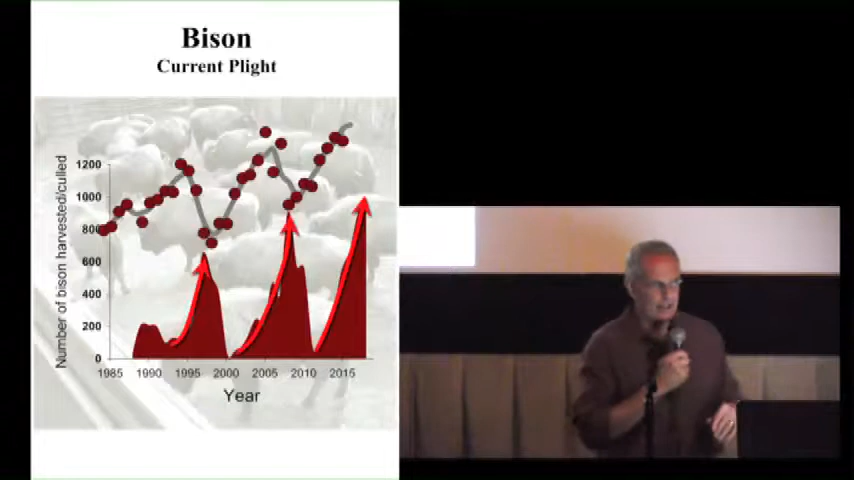 Bison
Current Plight
Number of bison harvested/culled
1200
1000
800
600
400
200
0
1985 1990 1995 2000 2005 2010 2015
Year